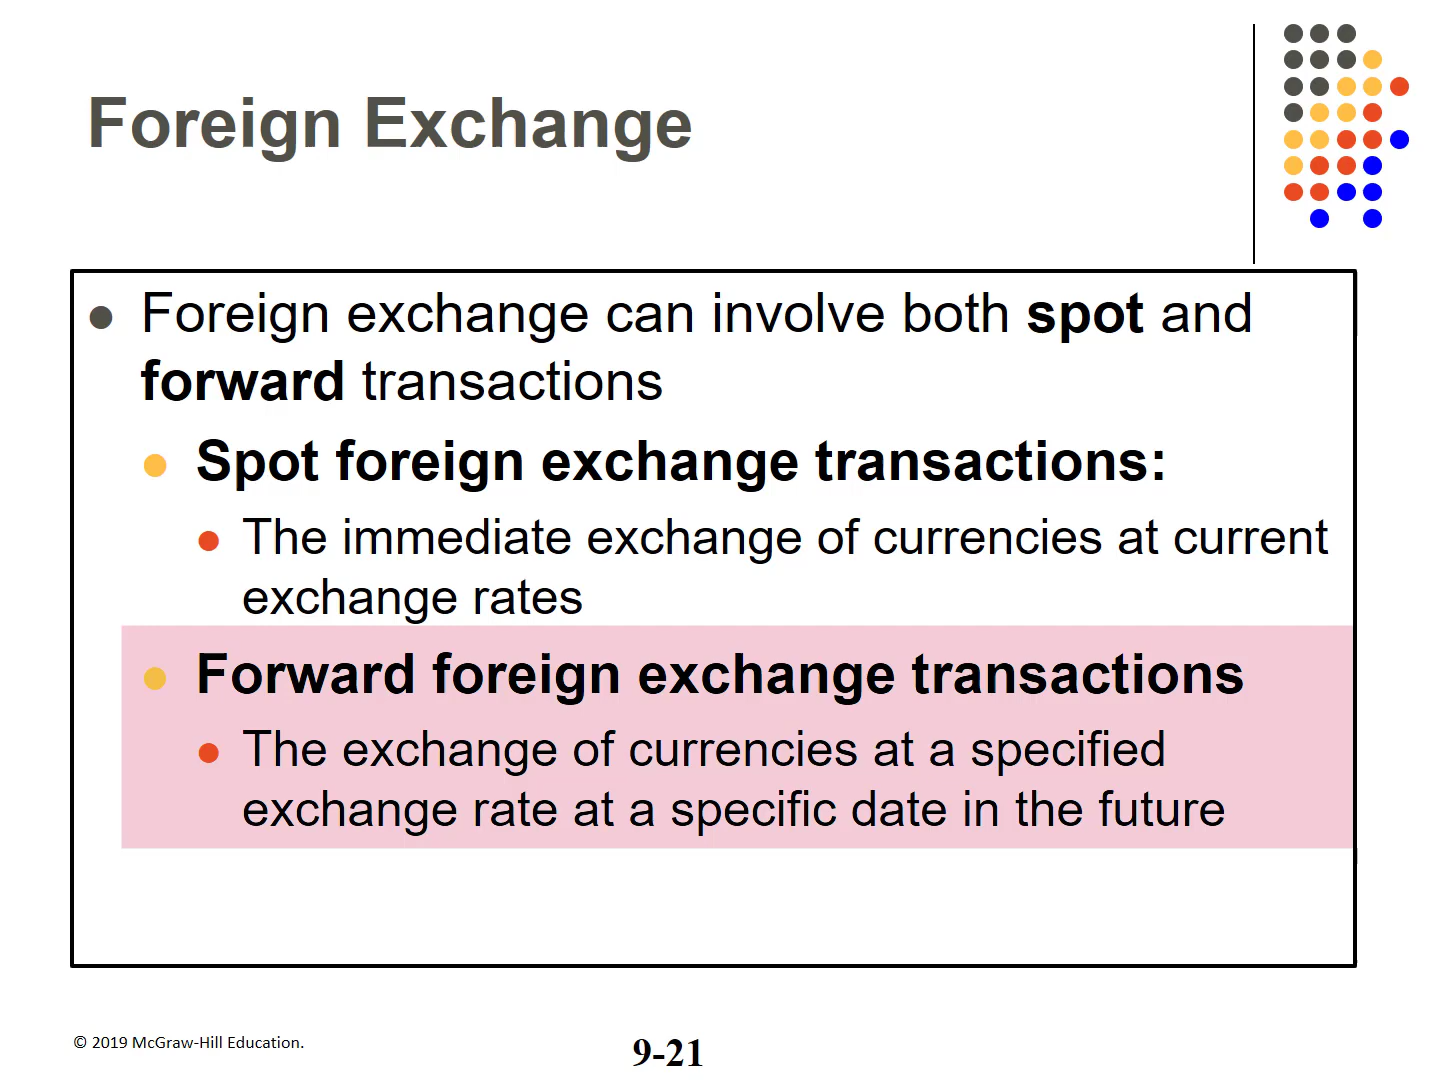 Foreign Exchange
Foreign exchange can involve both spot and
forward transactions
Spot foreign exchange transactions:
The immediate exchange of currencies at current
exchange rates
Forward foreign exchange transactions
The exchange of currencies at a specified
exchange rate at a specific date in the future
© 2019 McGraw-Hill Education.
9-21